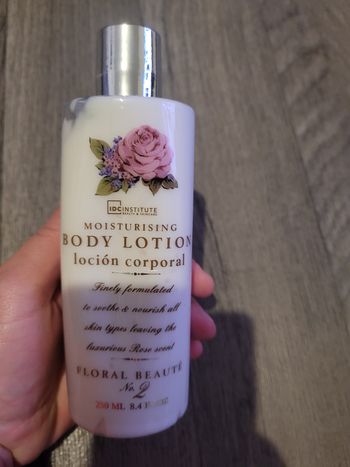 IDC INSTITUTE
BEAUTY & SKINCARE
MOISTURISING
BODY LOTION
loción corporal
Finely formulated
to soothe & nourish all
skin types leaving the
luxurious Rose scent
FLORAL BEAUTÉ
No. 2
250 ML 8.4